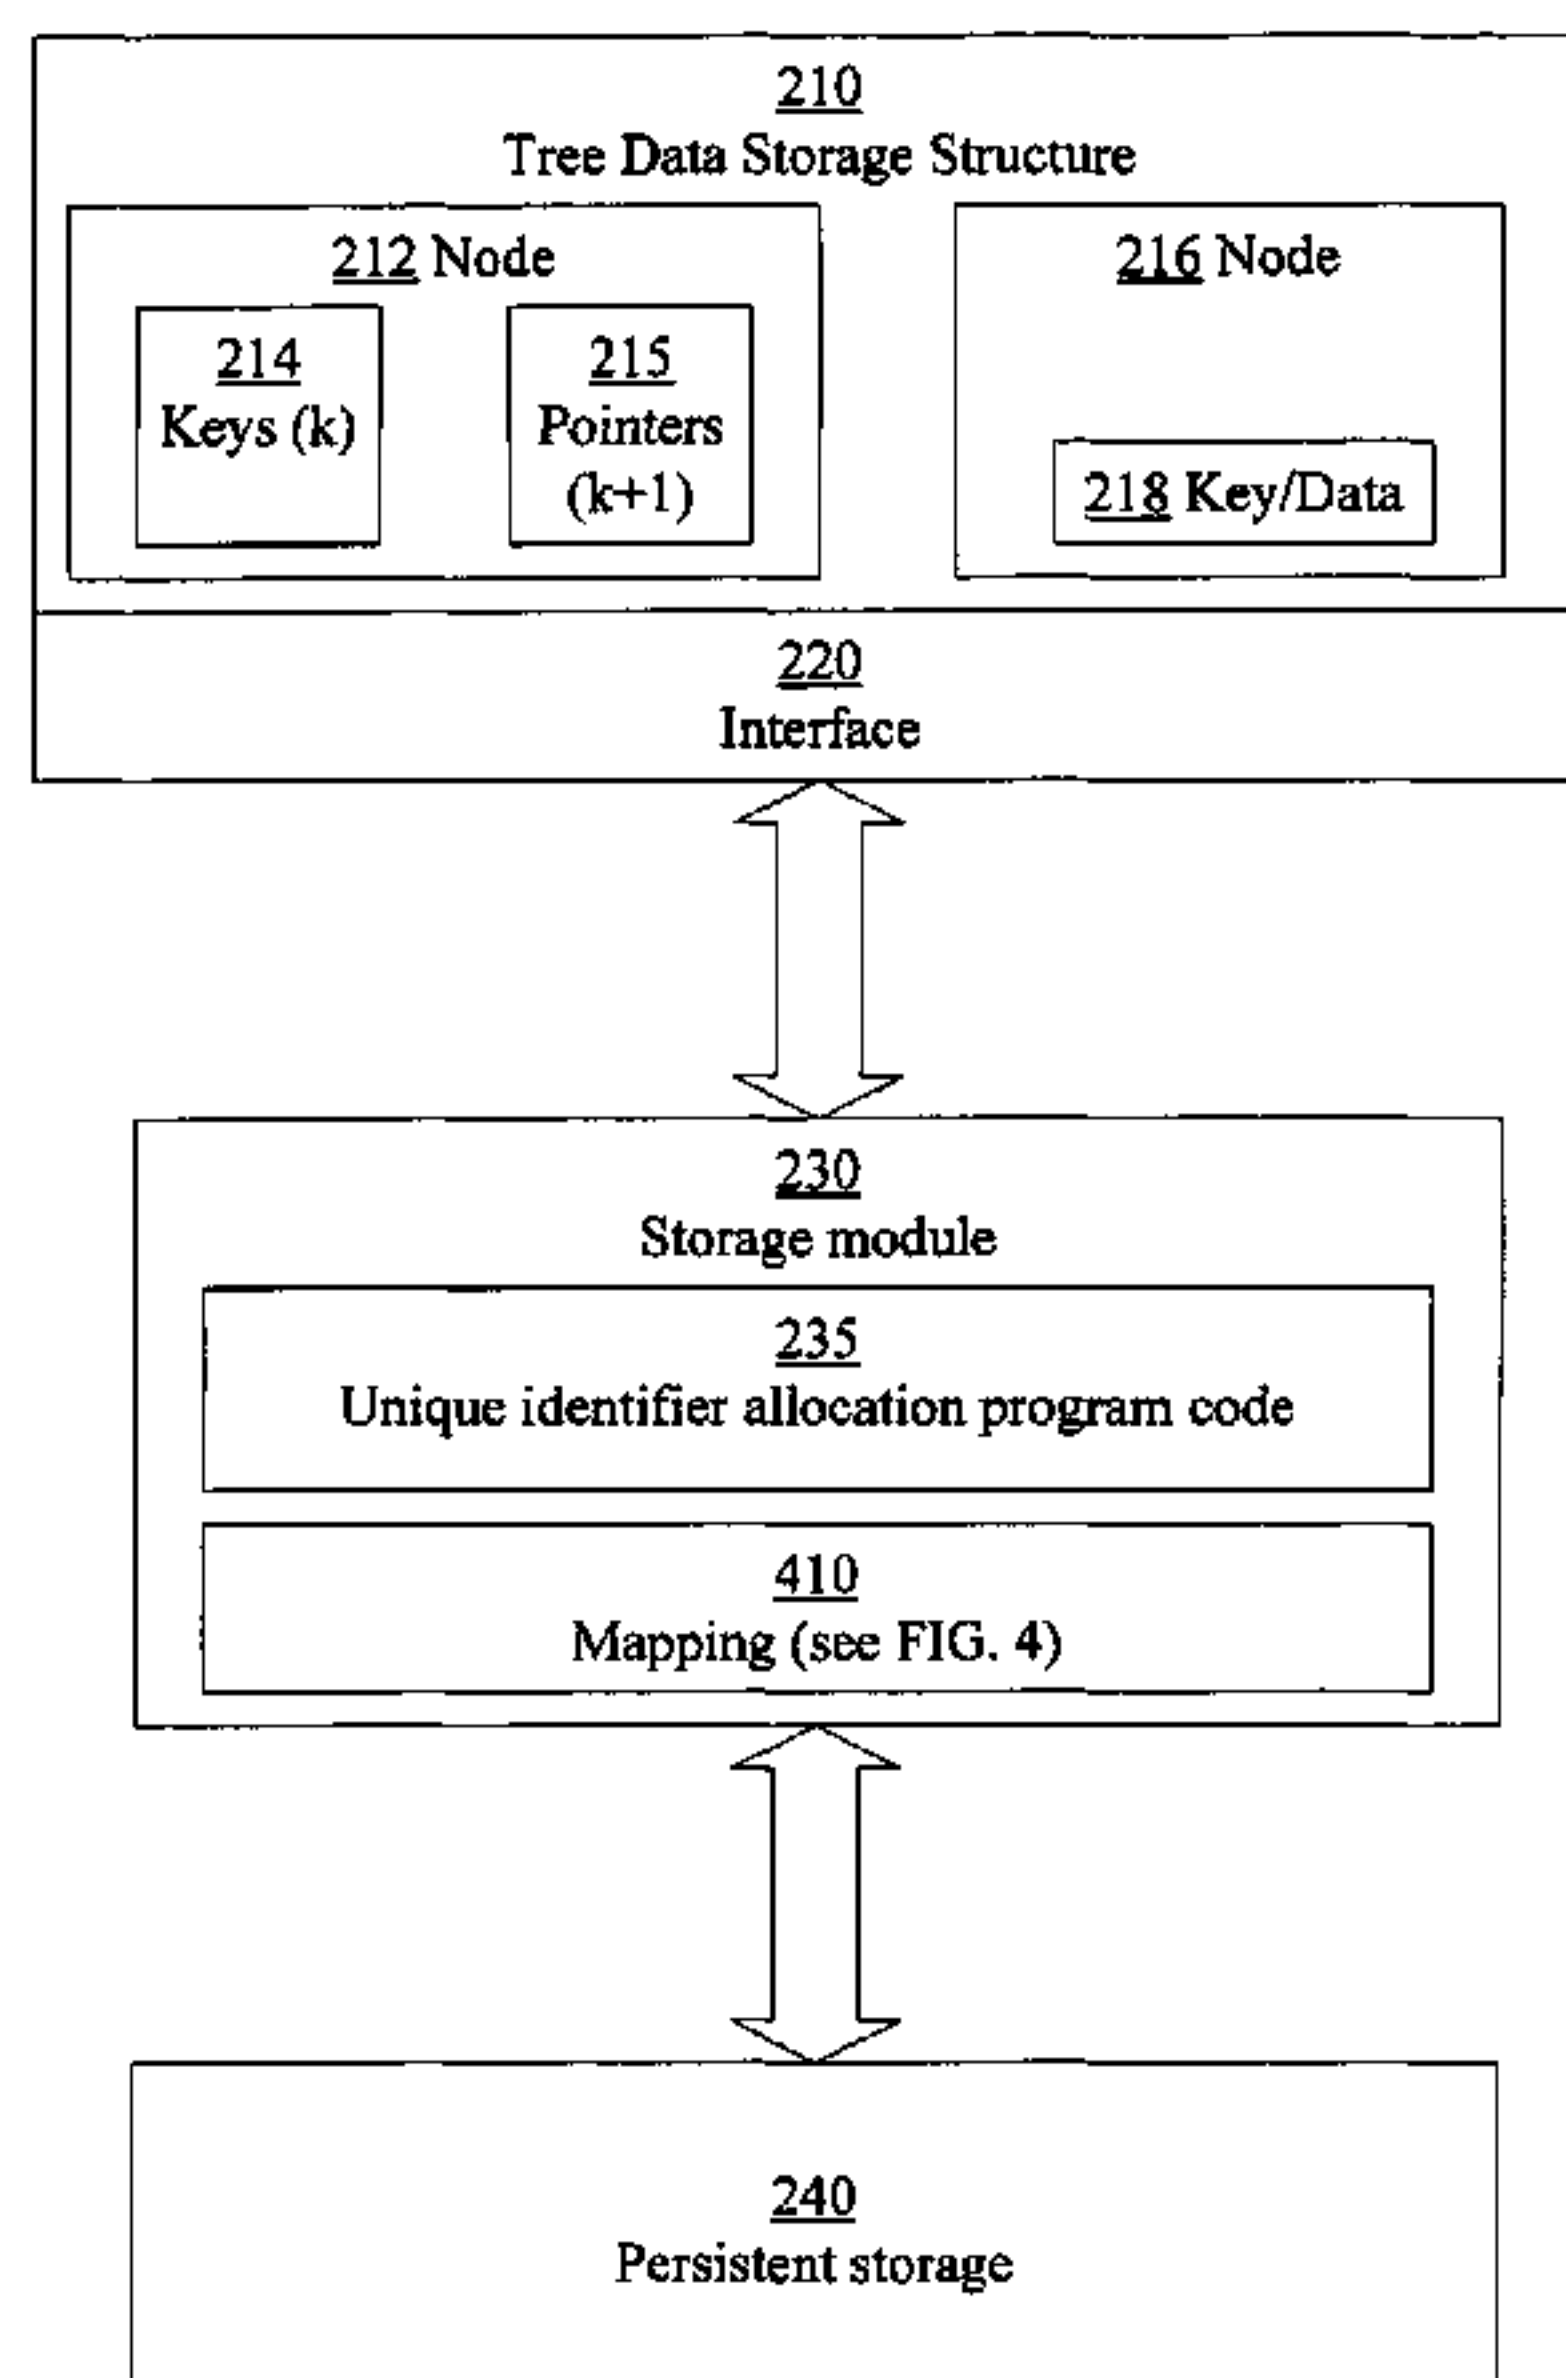 210
Tree Data Storage Structure
212 Node
216 Node
214
Keys (k)
215
Pointers
(k+1)
218 Key/Data
220
Interface
230
Storage module
235
Unique identifier allocation program code
410
Mapping (see FIG. 4)
240
Persistent storage